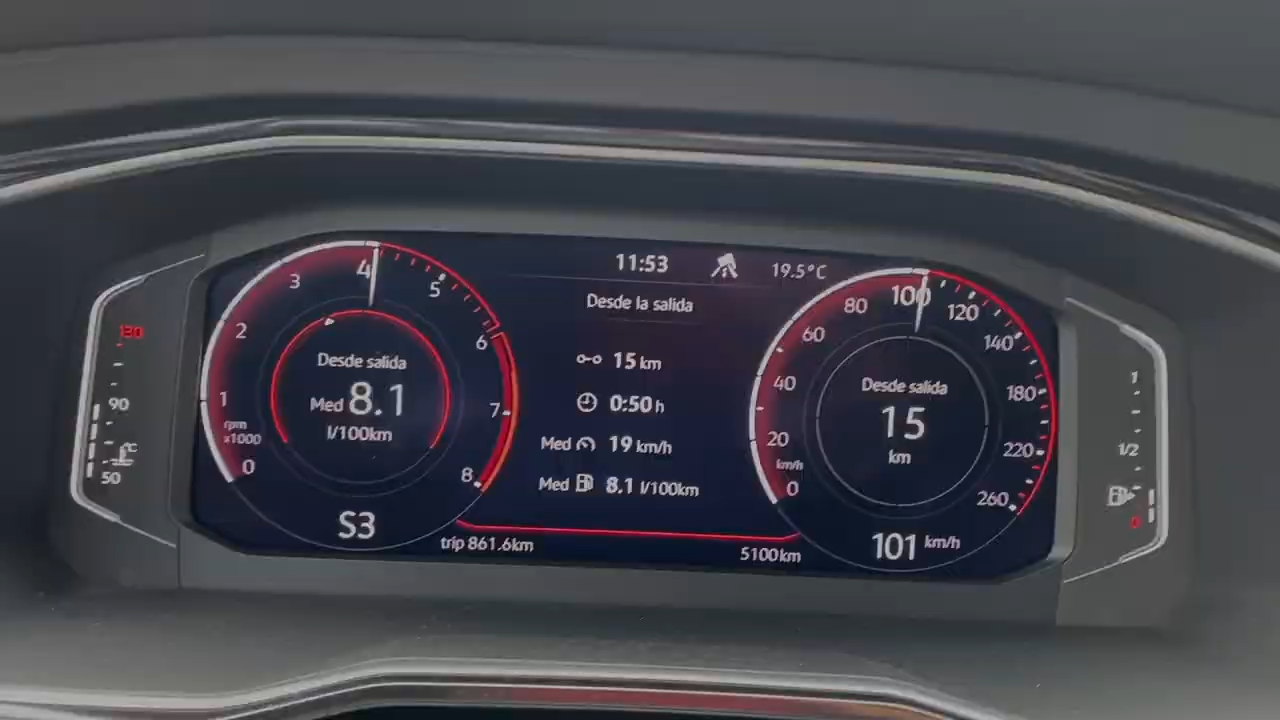 11:53
19.5°C
Desde la salida
15 km
0:50 h
Med 19 km/h
Med 8.1 l/100km
130
90
°C
50
0
1
2
3
4
5
6
7
8
rpm
x1000
Desde salida
Med 8.1
l/100km
S3
trip 861.6km
5100km
0
20
40
60
80
100
120
140
180
220
260
km/h
Desde salida
15
km
101 km/h
1
1/2
0